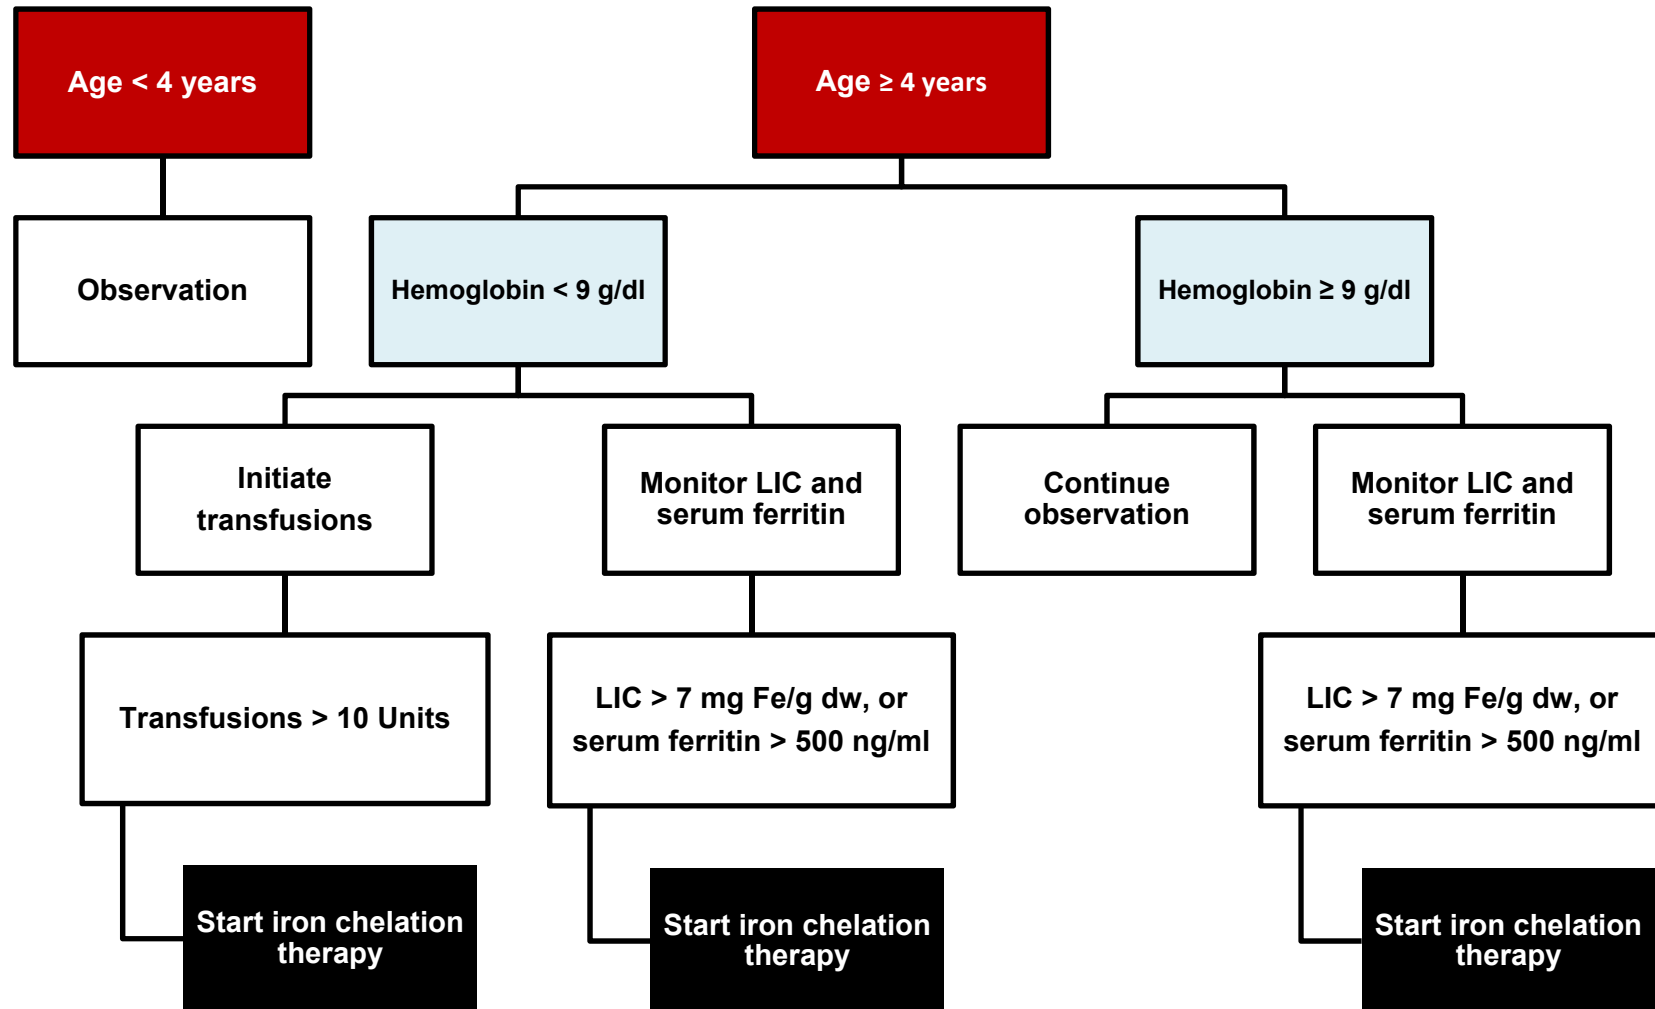 Age < 4 years
Age ≥ 4 years
Observation
Hemoglobin < 9 g/dl
Hemoglobin ≥ 9 g/dl
Initiate
transfusions
Monitor LIC and
serum ferritin
Continue
observation
Monitor LIC and
serum ferritin
Transfusions > 10 Units
LIC > 7 mg Fe/g dw, or
serum ferritin > 500 ng/ml
LIC > 7 mg Fe/g dw, or
serum ferritin > 500 ng/ml
Start iron chelation
therapy
Start iron chelation
therapy
Start iron chelation
therapy